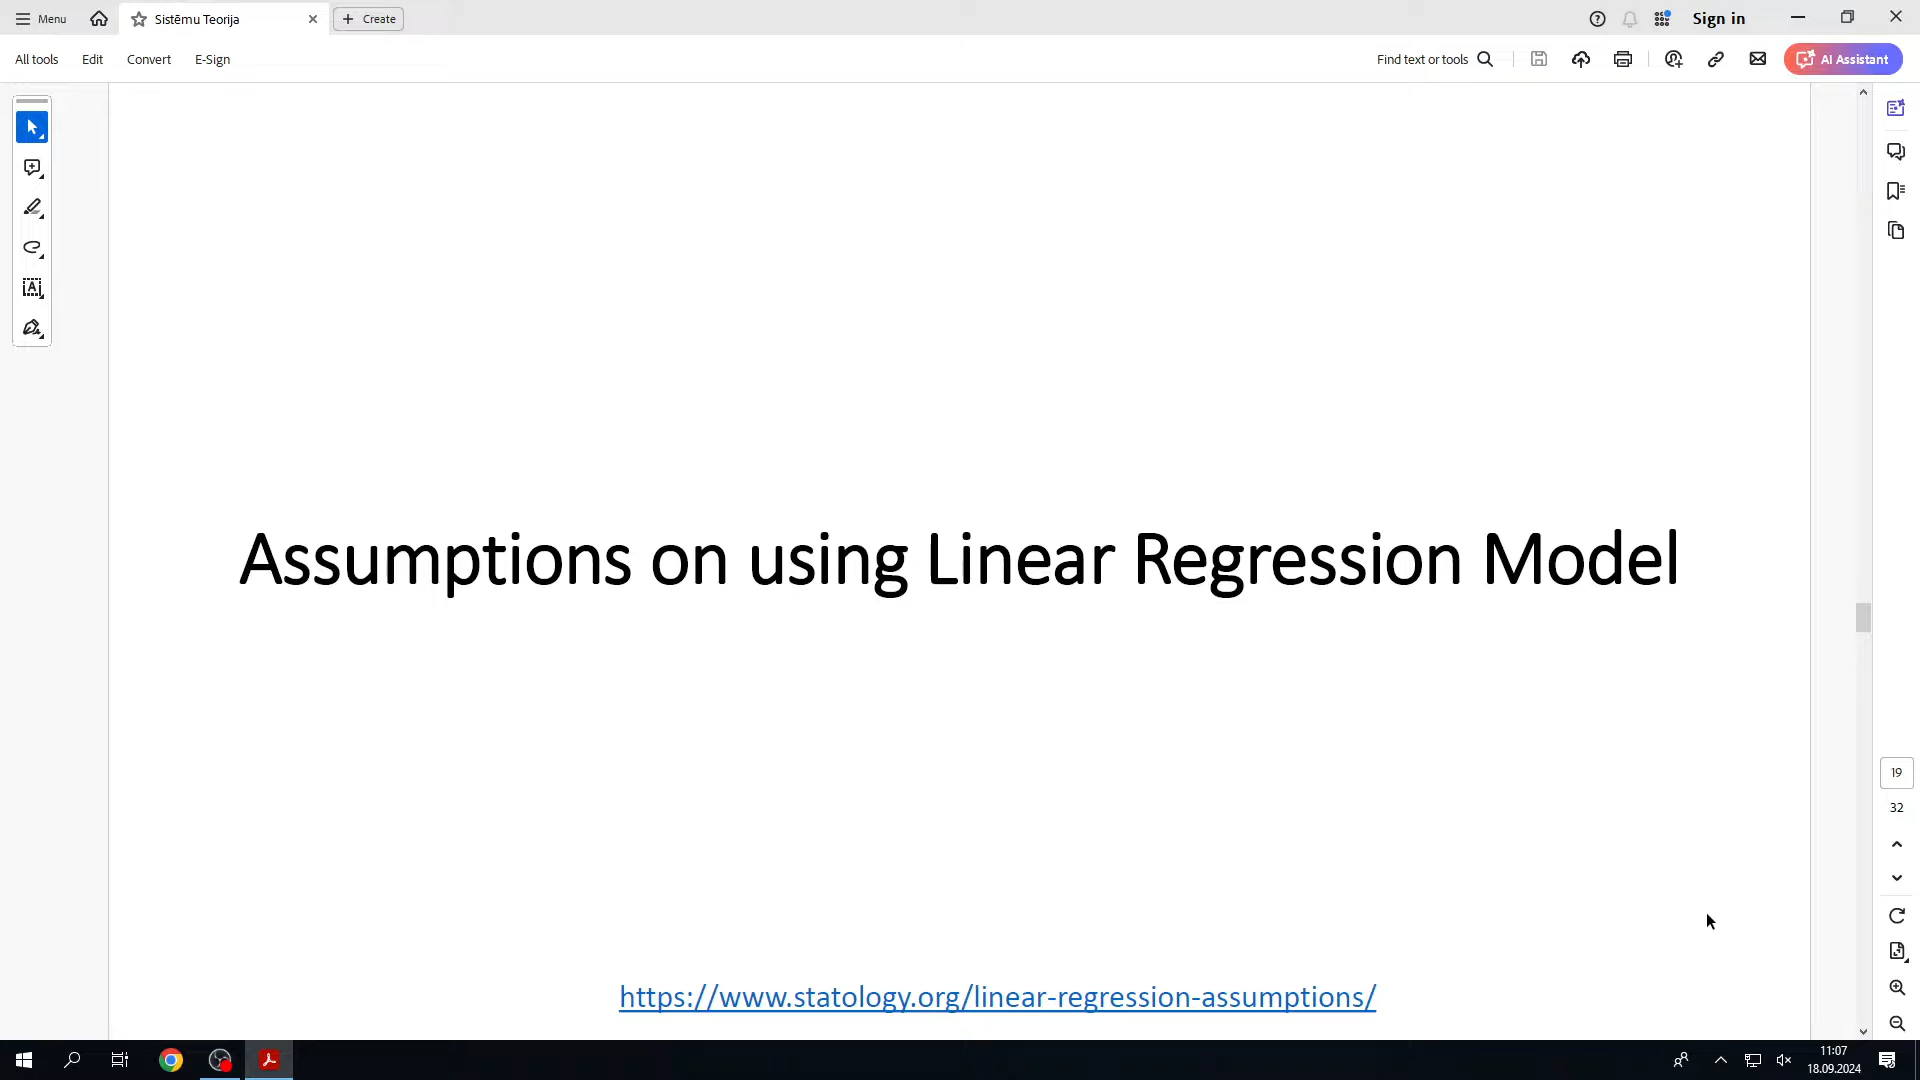 Menu
Sistēmu Teorija
Create
Sign in
All tools
Edit
Convert
E-Sign
Find text or tools
AI Assistant
Assumptions on using Linear Regression Model
https://www.statology.org/linear-regression-assumptions/
19
32
11:07
18.09.2024